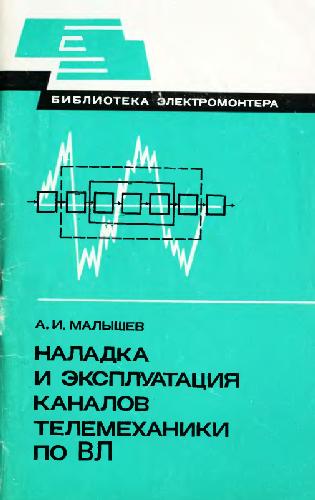 БИБЛИОТЕКА ЭЛЕКТРОМОНТЕРА
А. И. МАЛЫШЕВ
НАЛАДКА
И ЭКСПЛУАТАЦИЯ
КАНАЛОВ
ТЕЛЕМЕХАНИКИ
ПО ВЛ